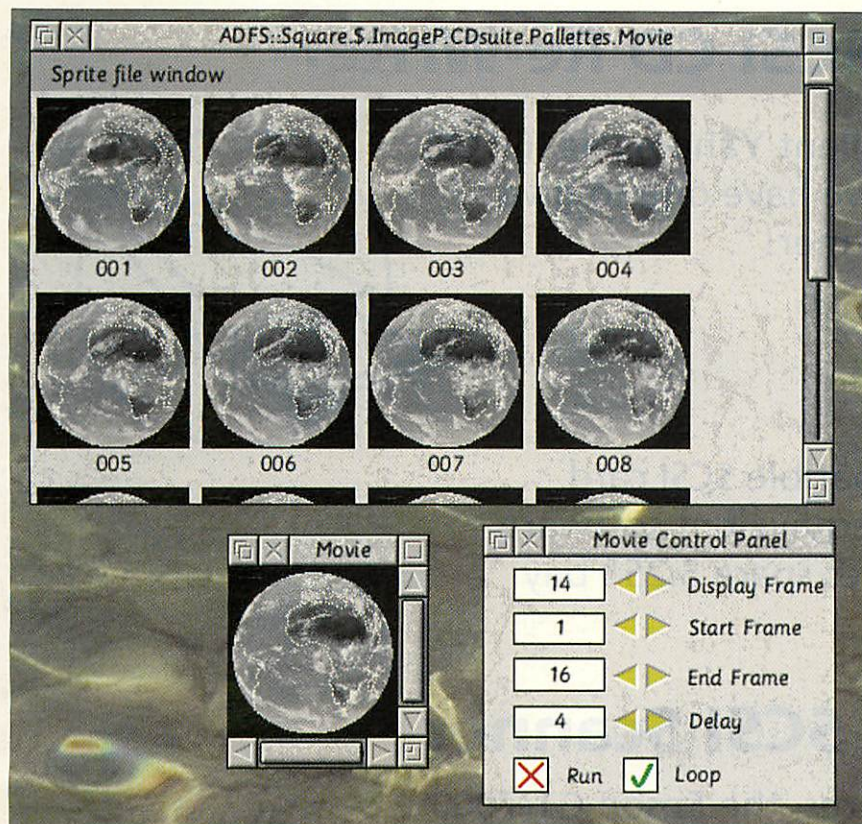 ADFS::Square.$.ImageP.CDsuite.Pallettes.Movie
Sprite file window
001 002 003 004
005 006 007 008
Movie
Movie Control Panel
14 Display Frame
1 Start Frame
16 End Frame
4 Delay
Run Loop